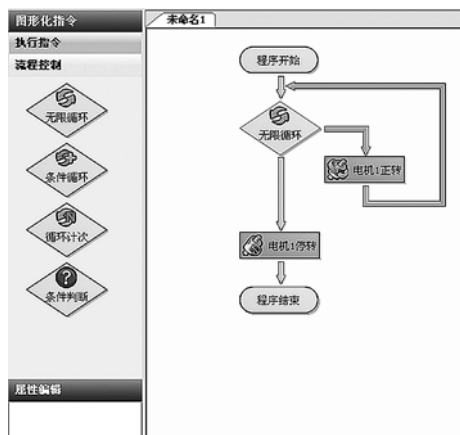 图形化指令
执行指令
流程控制
无限循环
条件循环
循环计次
条件判断
属性编辑
未命名1
程序开始
无限循环
电机1正转
电机1停转
程序结束